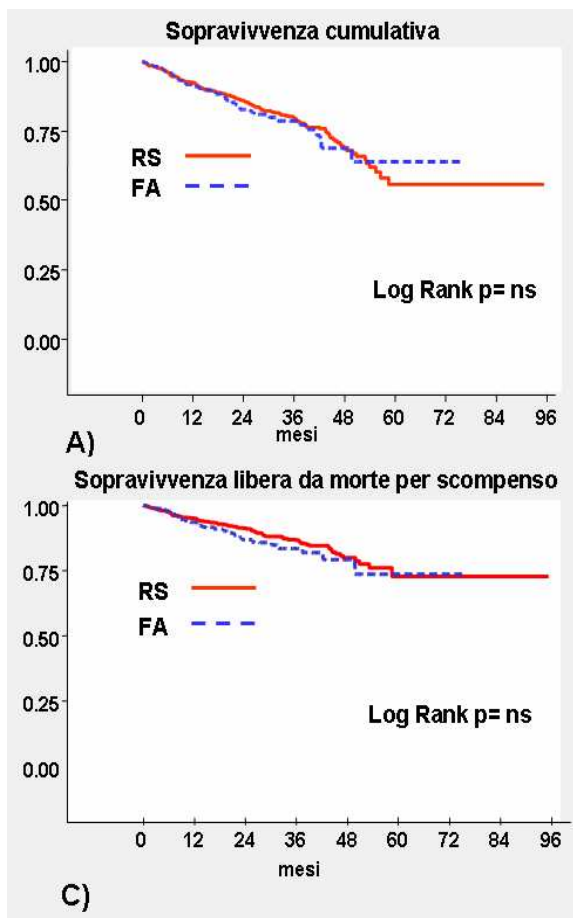 Sopravivvenza cumulativa
1.00
0.75
RS
FA
0.50
0.25
Log Rank p= ns
0.00
0 12 24 36 48 60 72 84 96
mesi
A)
Sopravivvenza libera da morte per scompenso
1.00
0.75
RS
FA
0.50
0.25
Log Rank p= ns
0.00
0 12 24 36 48 60 72 84 96
mesi
C)